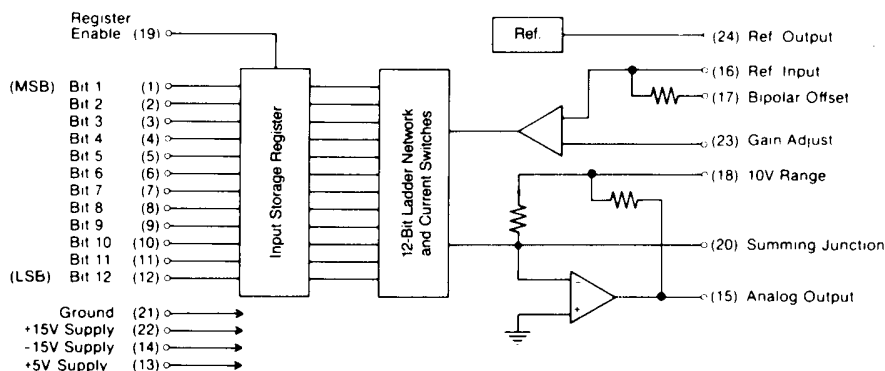 Register
Enable (19)
(MSB) Bit 1 (1)
Bit 2 (2)
Bit 3 (3)
Bit 4 (4)
Bit 5 (5)
Bit 6 (6)
Bit 7 (7)
Bit 8 (8)
Bit 9 (9)
Bit 10 (10)
Bit 11 (11)
(LSB) Bit 12 (12)
Ground (21)
+15V Supply (22)
-15V Supply (14)
+5V Supply (13)
Input Storage Register
12-Bit Ladder Network
and Current Switches
Ref.
(24) Ref Output
(16) Ref Input
(17) Bipolar Offset
(23) Gain Adjust
(18) 10V Range
(20) Summing Junction
-
+
(15) Analog Output